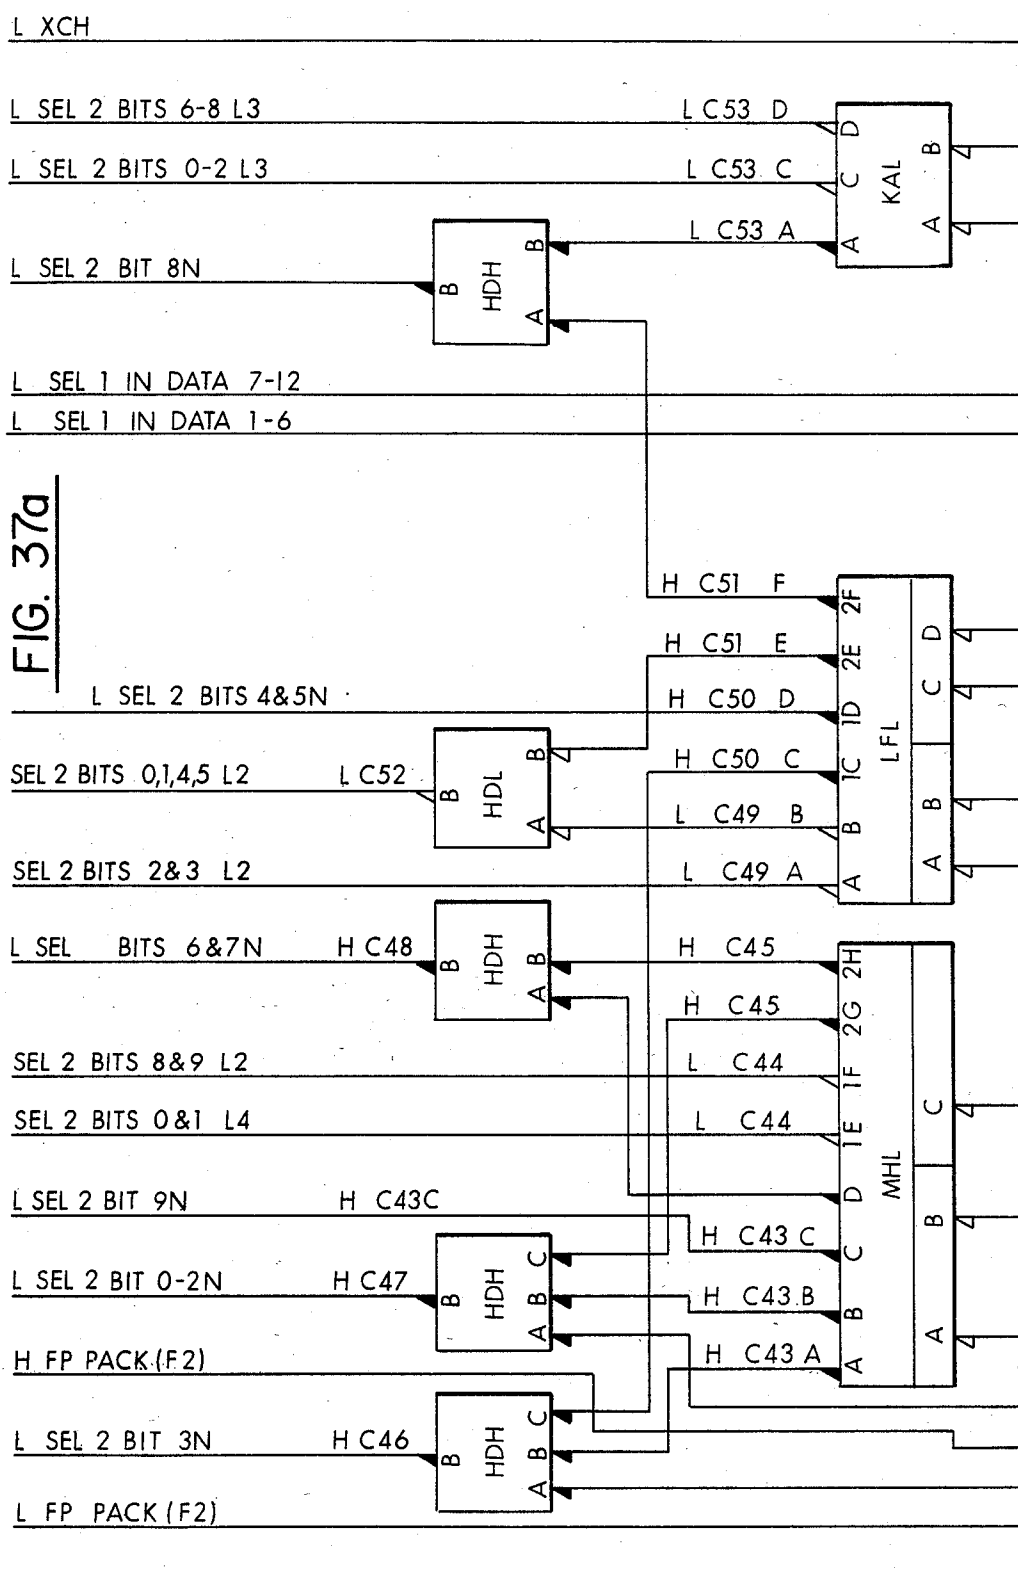 L XCH
L SEL 2 BITS 6-8 L3 L C53 D
L SEL 2 BITS 0-2 L3 L C53 C
L C53 A
D
C
A
KAL
B
A
L SEL 2 BIT 8N
B
HDH
B
A
L SEL 1 IN DATA 7-12
L SEL 1 IN DATA 1-6
FIG. 37a
H C51 F
H C51 E
L SEL 2 BITS 4&5N H C50 D
H C50 C
SEL 2 BITS 0,1,4,5 L2 L C52
B
HDL
B
A
L C49 B
SEL 2 BITS 2&3 L2 L C49 A
2F
2E
1D
1C
B
A
LFL
D
C
B
A
L SEL BITS 6&7N H C48
B
HDH
B
A
H C45
H C45
SEL 2 BITS 8&9 L2 L C44
SEL 2 BITS 0&1 L4 L C44
L SEL 2 BIT 9N H C43C
H C43 C
L SEL 2 BIT 0-2N H C47
B
HDH
C
B
A
H C43.B
H C43 A
2H
2G
1F
1E
D
C
B
A
MHL
C
B
A
H FP PACK.(F2)
L SEL 2 BIT 3N H C46
B
HDH
C
B
A
L FP PACK (F2)